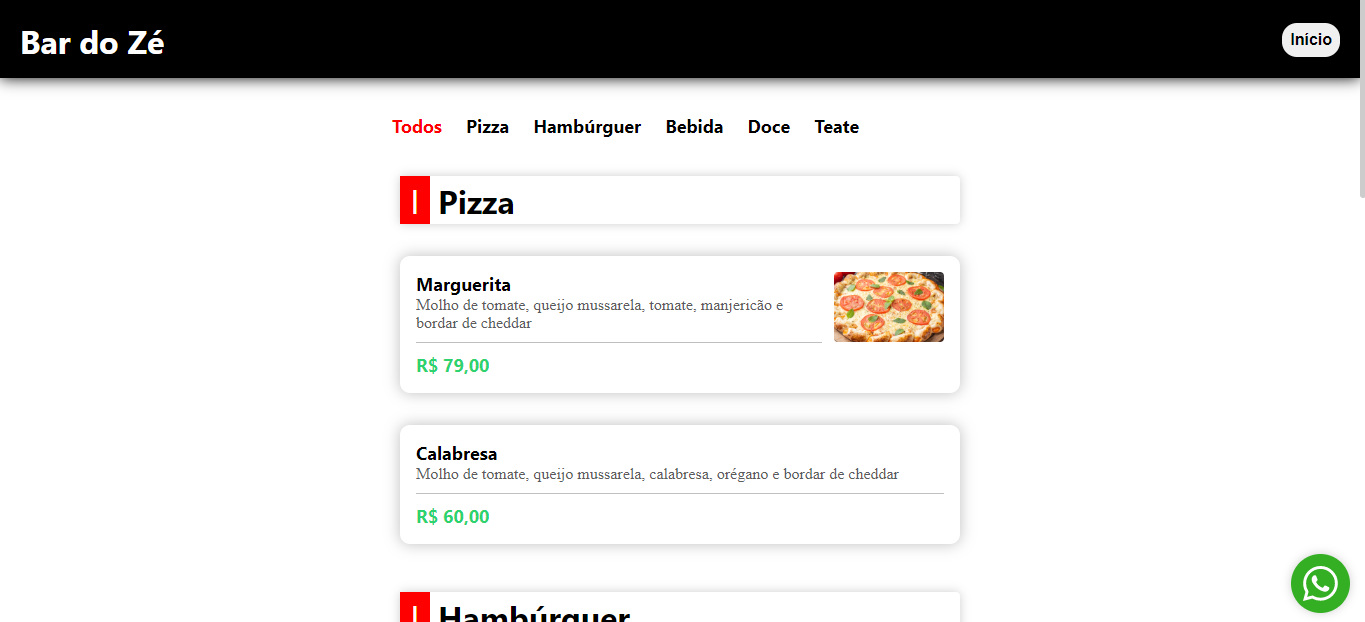 Bar do Zé
Início
Todos Pizza Hambúrguer Bebida Doce Teate
| Pizza
Marguerita
Molho de tomate, queijo mussarela, tomate, manjericão e
bordar de cheddar
R$ 79,00
Calabresa
Molho de tomate, queijo mussarela, calabresa, orégano e bordar de cheddar
R$ 60,00
| Hambúrguer